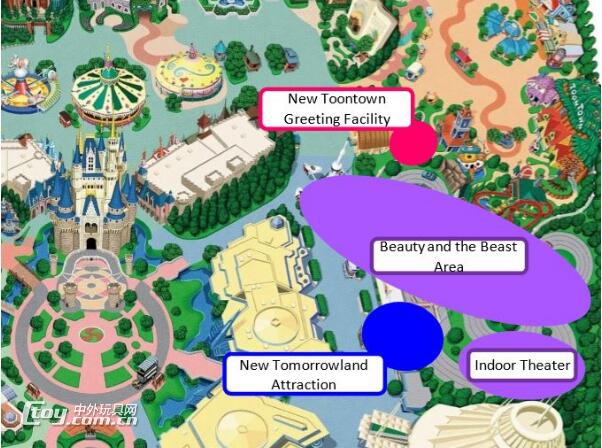 New Toontown
Greeting Facility
TOONTOWN
Beauty and the Beast
Area
New Tomorrowland
Attraction
Indoor Theater
Ctoy 中外玩具网
.com.cn